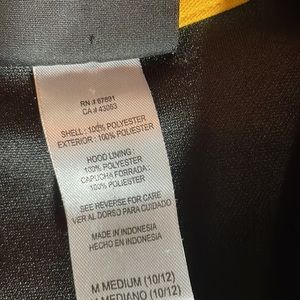 RN # 87891
CA # 43063
SHELL : 100% POLYESTER
EXTERIOR : 100% POLIESTER
HOOD LINING :
100% POLYESTER
CAPUCHA FORRADA :
100% POLIESTER
SEE REVERSE FOR CARE
VER AL DORSO PARA CUIDADO
MADE IN INDONESIA
HECHO EN INDONESIA
M MEDIUM (10/12)
MEDIANO (10/12)